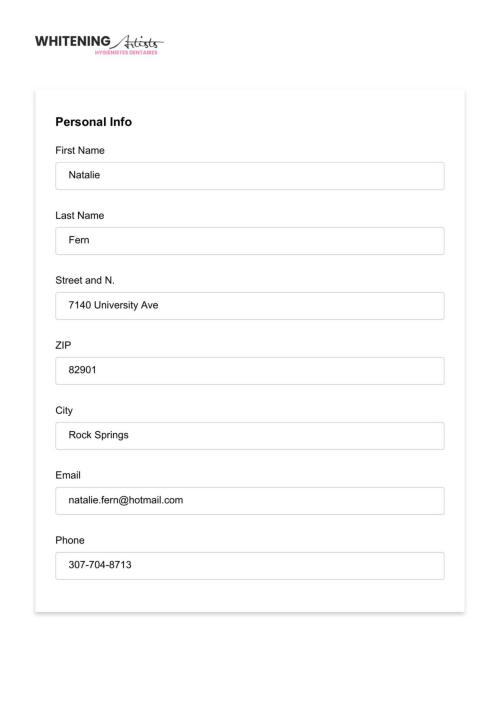 WHITENING Artists
HYGIÉNISTES DENTAIRES
Personal Info
First Name
Natalie
Last Name
Fern
Street and N.
7140 University Ave
ZIP
82901
City
Rock Springs
Email
natalie.fern@hotmail.com
Phone
307-704-8713